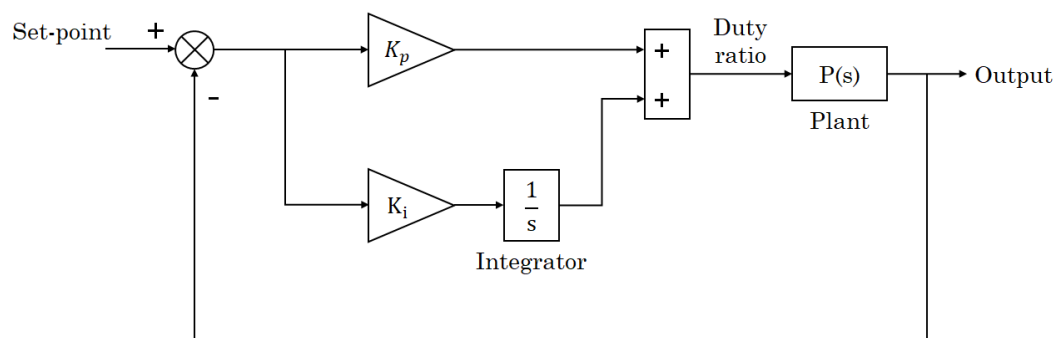 Set-point
+
-
K_p
K_i
1
s
Integrator
+
+
Duty
ratio
P(s)
Plant
Output